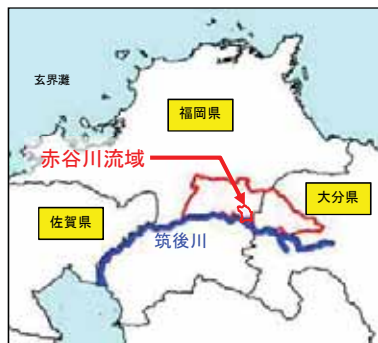 玄界灘
福岡県
赤谷川流域
大分県
佐賀県
筑後川